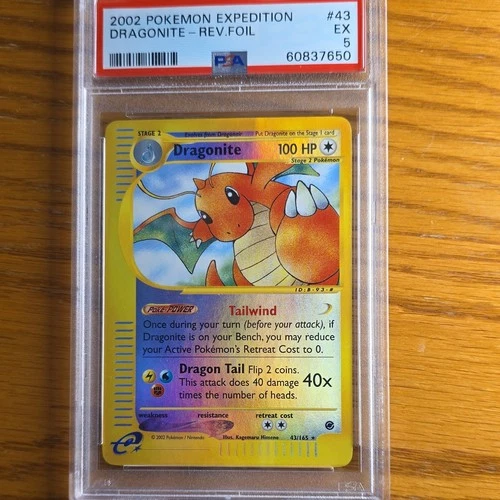 2002 POKEMON EXPEDITION #43
DRAGONITE - REV.FOIL EX
5
PSA 60837650
STAGE 2 Evolves from Dragonair Put Dragonite on the Stage 1 card
Dragonite 100 HP
Stage 2 Pokémon
Poké-POWER Tailwind
Once during your turn (before your attack), if
Dragonite is on your Bench, you may reduce
your Active Pokémon's Retreat Cost to 0.
Dragon Tail Flip 2 coins.
This attack does 40 damage 40x
times the number of heads.
weakness resistance retreat cost
© 2002 Pokémon / Nintendo Illus. Kagemaru Himeno 43/165